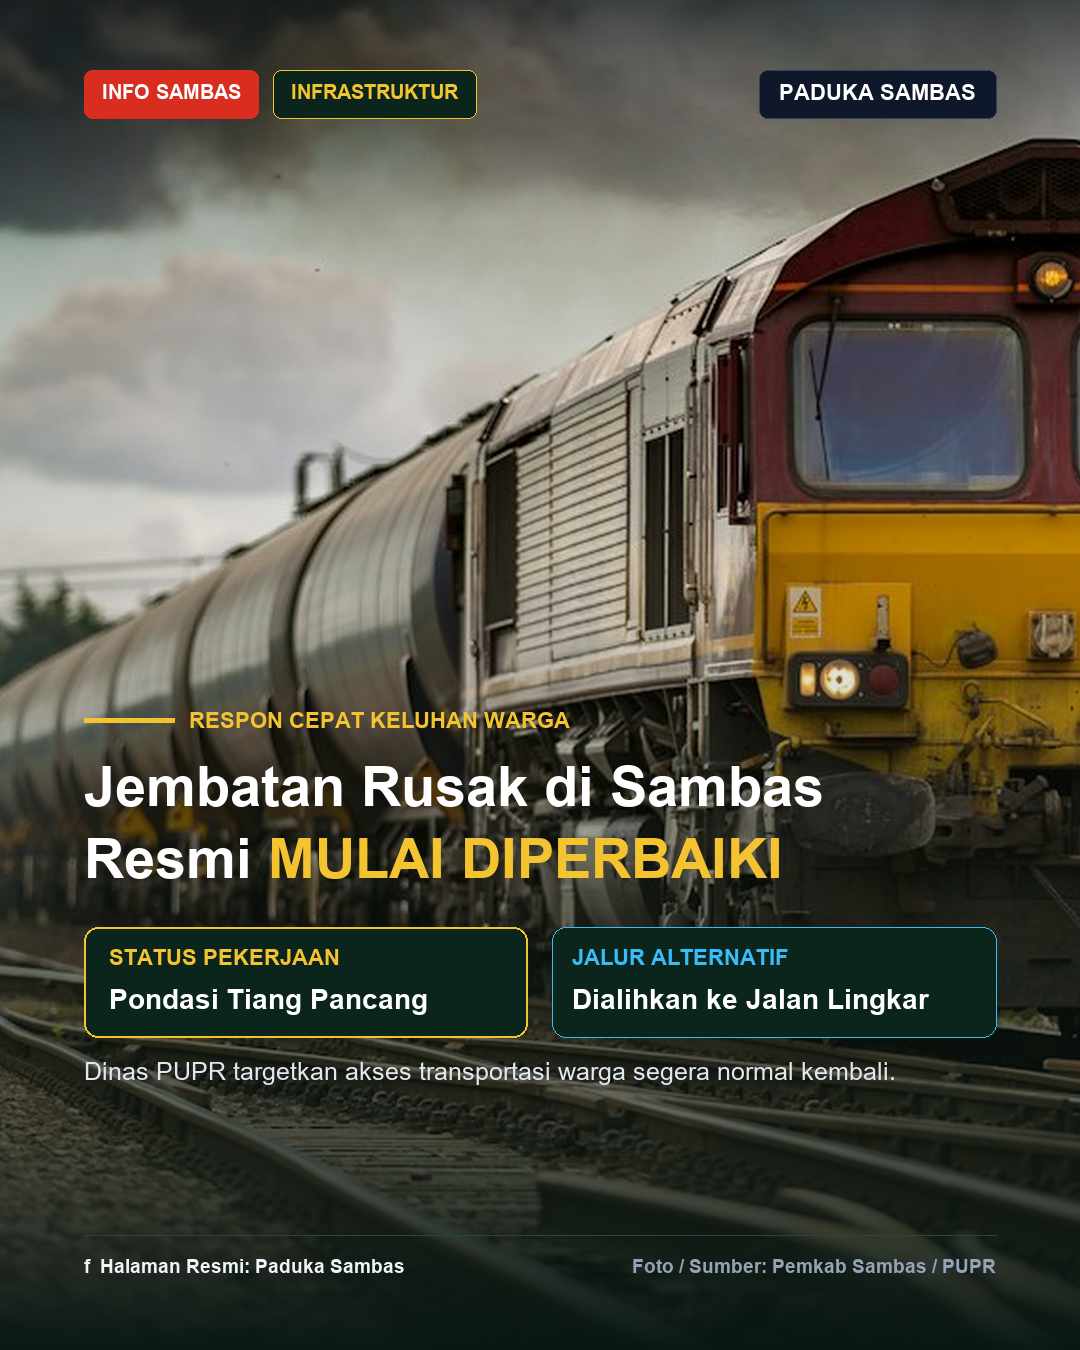 INFO SAMBAS
INFRASTRUKTUR
PADUKA SAMBAS
RESPON CEPAT KELUHAN WARGA
Jembatan Rusak di Sambas
Resmi MULAI DIPERBAIKI
STATUS PEKERJAAN
Pondasi Tiang Pancang
JALUR ALTERNATIF
Dialihkan ke Jalan Lingkar
Dinas PUPR targetkan akses transportasi warga segera normal kembali.
f Halaman Resmi: Paduka Sambas
Foto / Sumber: Pemkab Sambas / PUPR